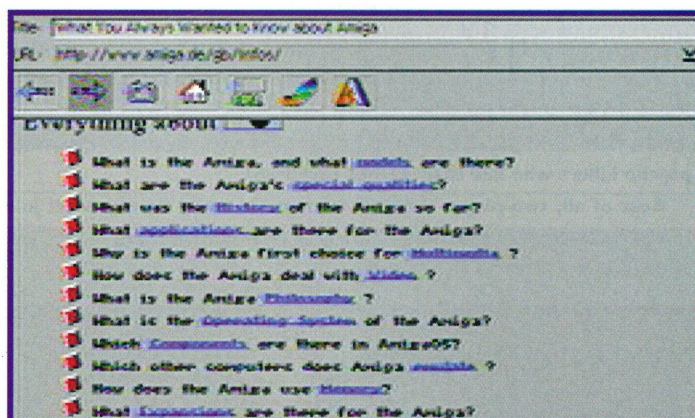 Title: What You Always Wanted to Know about Amiga
URL: http://www.amiga.de/gb/infos/
Everything about
What is the Amiga, and what models are there?
What are the Amiga's special qualities?
What was the History of the Amiga so far?
What applications are there for the Amiga?
Why is the Amiga first choice for Multimedia ?
How does the Amiga deal with Video ?
What is the Amiga Philosophy ?
What is the Operating System of the Amiga?
Which Components are there in AmigaOS?
Which other computers does Amiga emulate ?
How does the Amiga use Memory?
What Expansions are there for the Amiga?